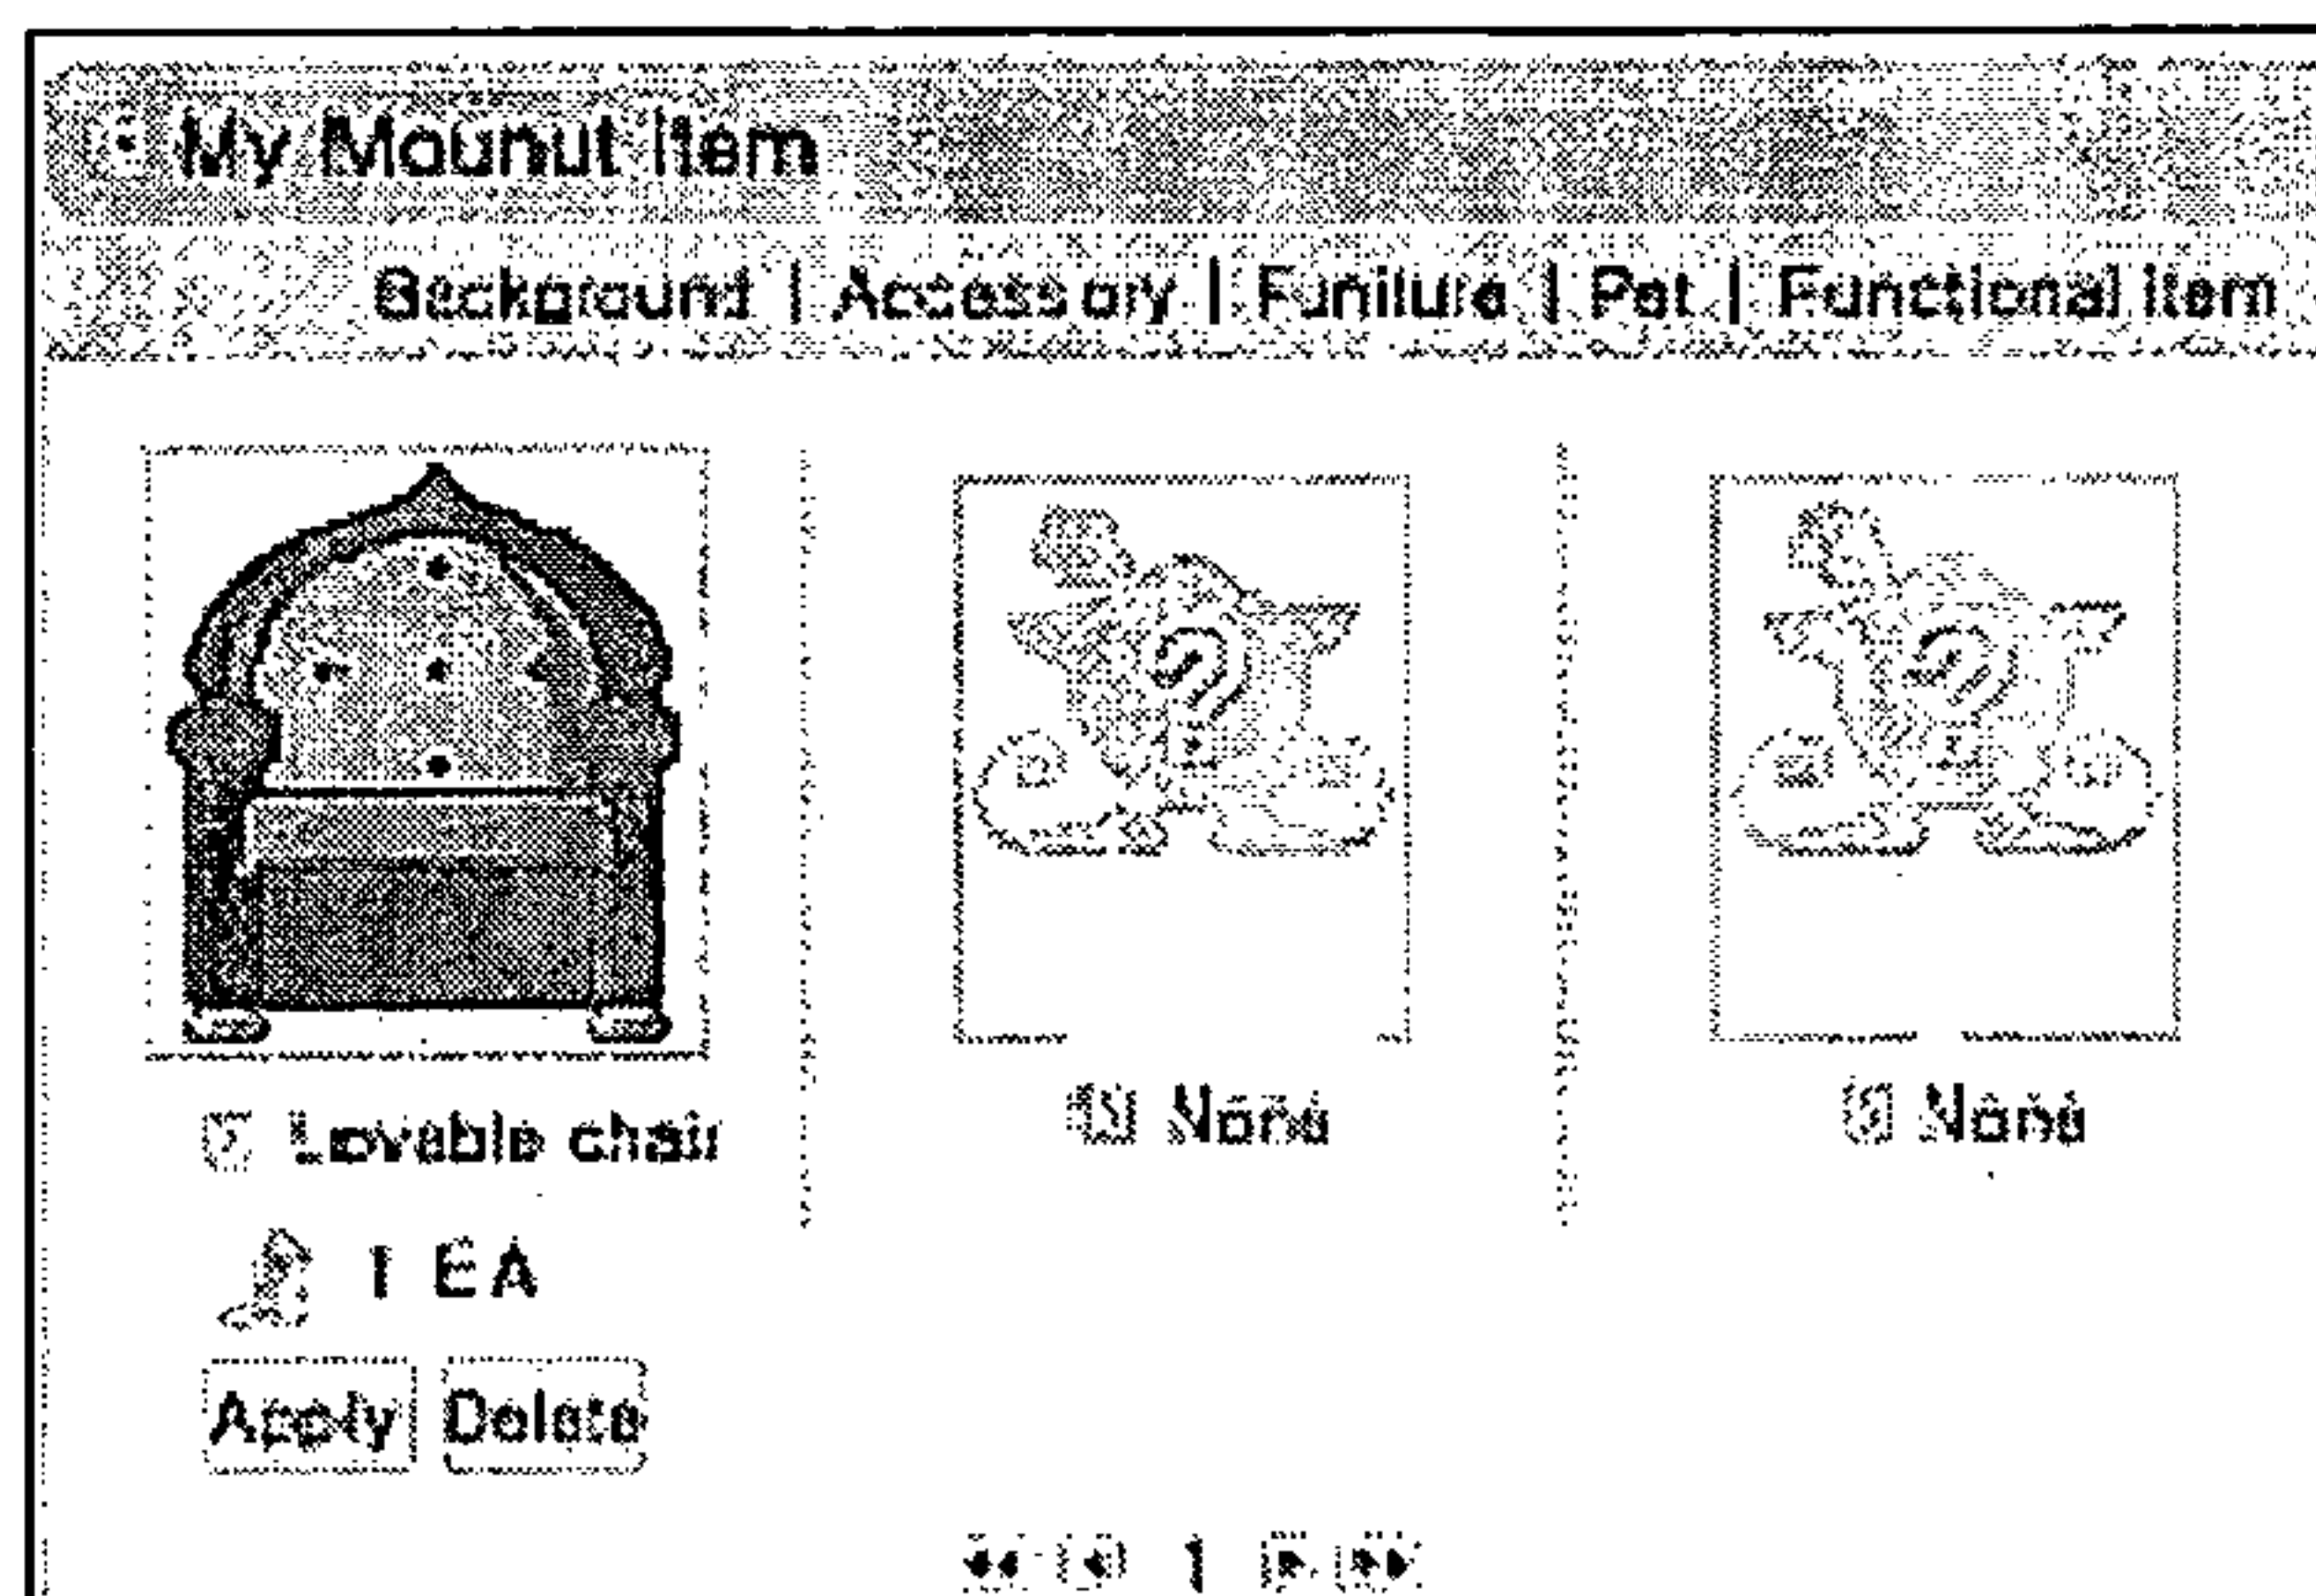 My Mounut Item
Background | Accessory | Funiture | Pet | Functional Item
Lovable chair
None
None
1 EA
Apply Delete
1